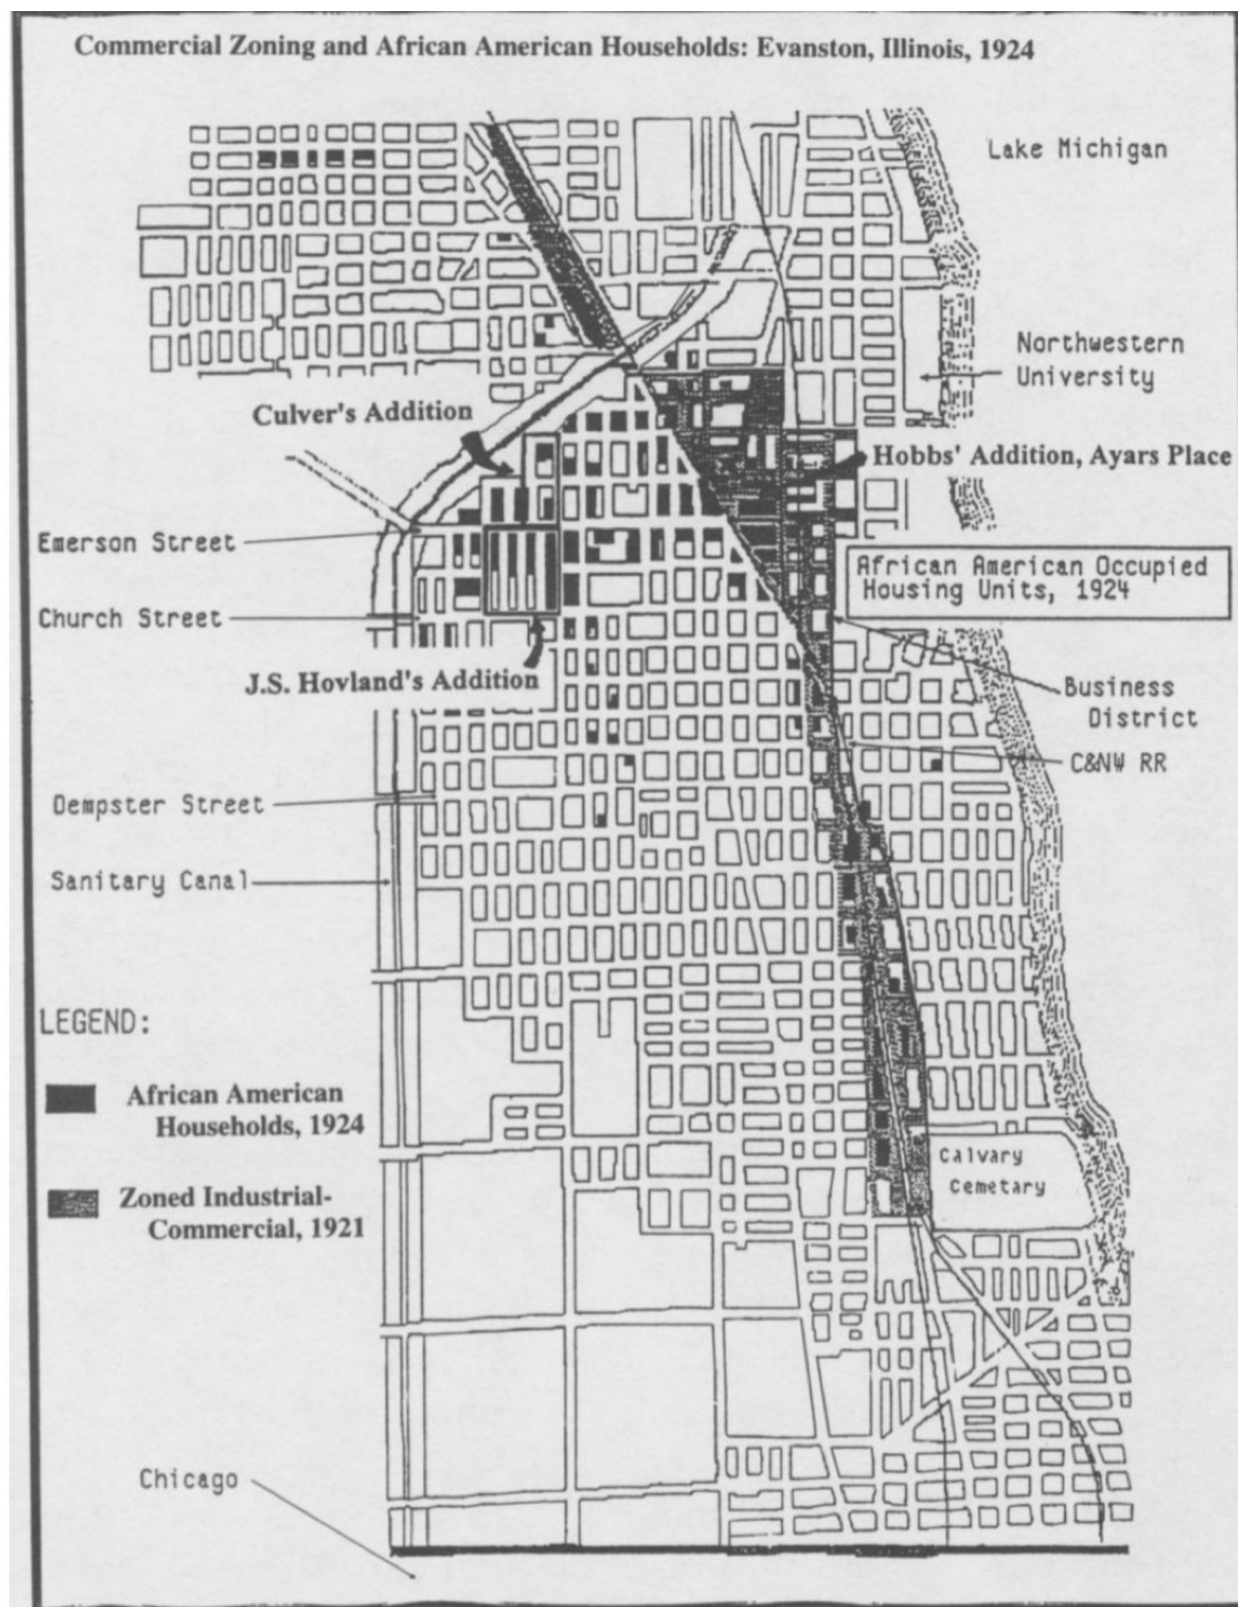 Commercial Zoning and African American Households: Evanston, Illinois, 1924
Lake Michigan
Northwestern
University
Culver's Addition
Hobbs' Addition, Ayars Place
Emerson Street
African American Occupied
Housing Units, 1924
Church Street
J.S. Hovland's Addition
Business
District
C&NW RR
Dempster Street
Sanitary Canal
LEGEND:
African American
Households, 1924
Zoned Industrial-
Commercial, 1921
Calvary
Cemetary
Chicago